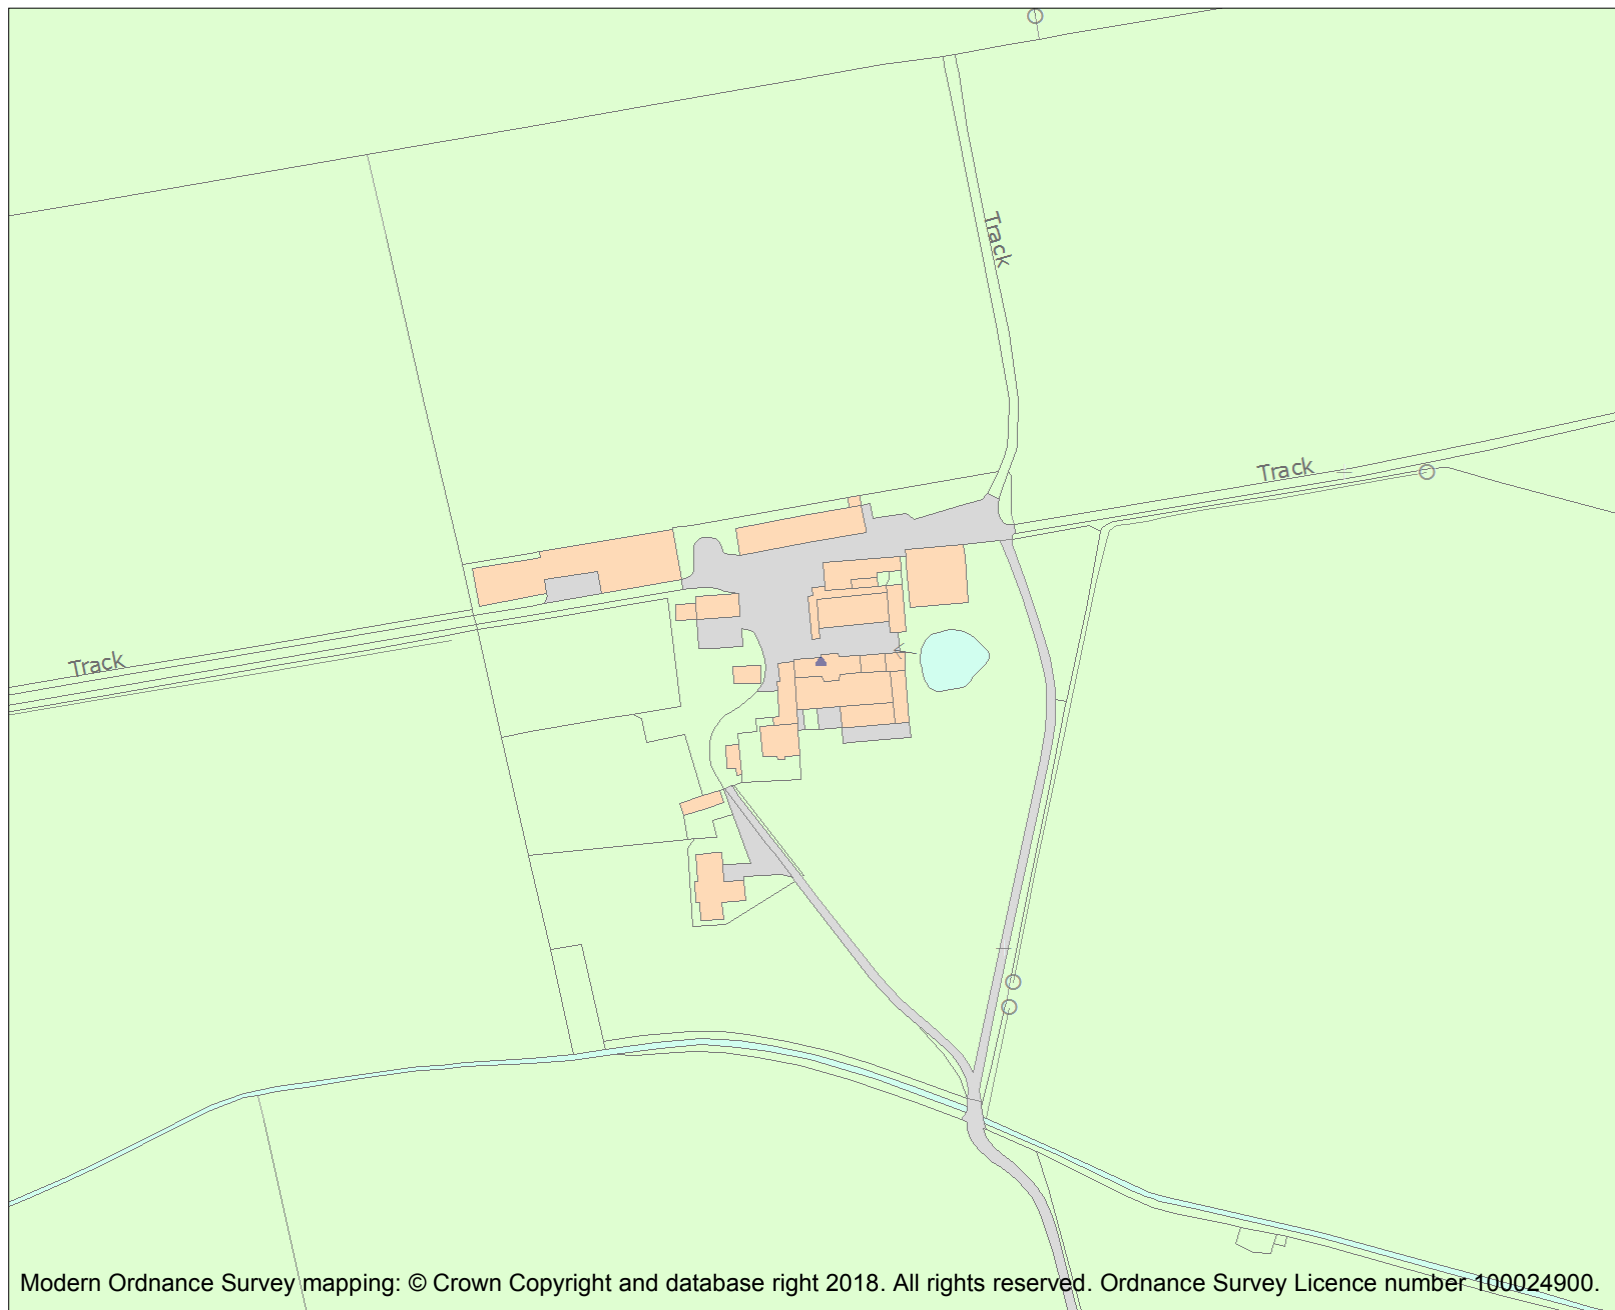 Track
Track
Track
Modern Ordnance Survey mapping: © Crown Copyright and database right 2018. All rights reserved. Ordnance Survey Licence number 100024900.